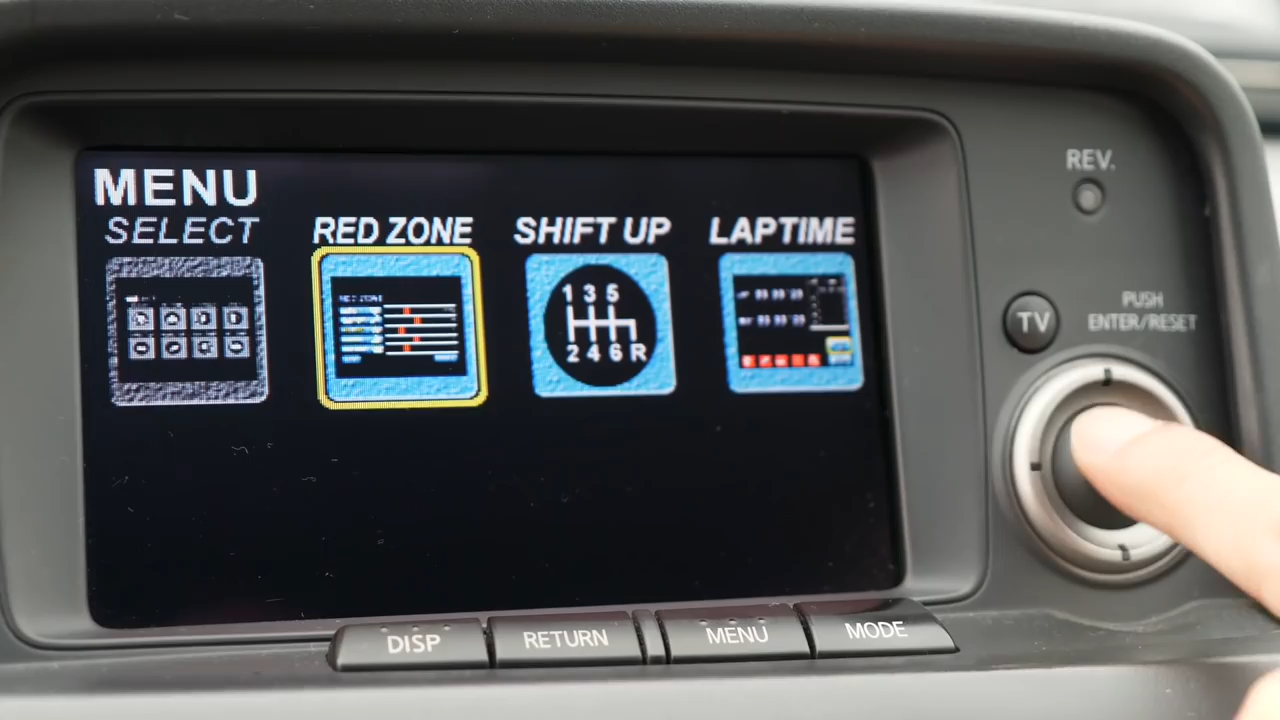 MENU
SELECT
RED ZONE
SHIFT UP
LAPTIME
1 3 5
2 4 6 R
REV.
TV
PUSH
ENTER/RESET
DISP
RETURN
MENU
MODE